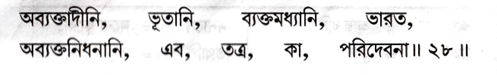 অব্যক্তাদীনি, ভূতানি, ব্যক্তমধ্যানি, ভারত,
অব্যক্তনিধনানি, এব, তত্র, কা, পরিদেবনা॥ ২৮॥